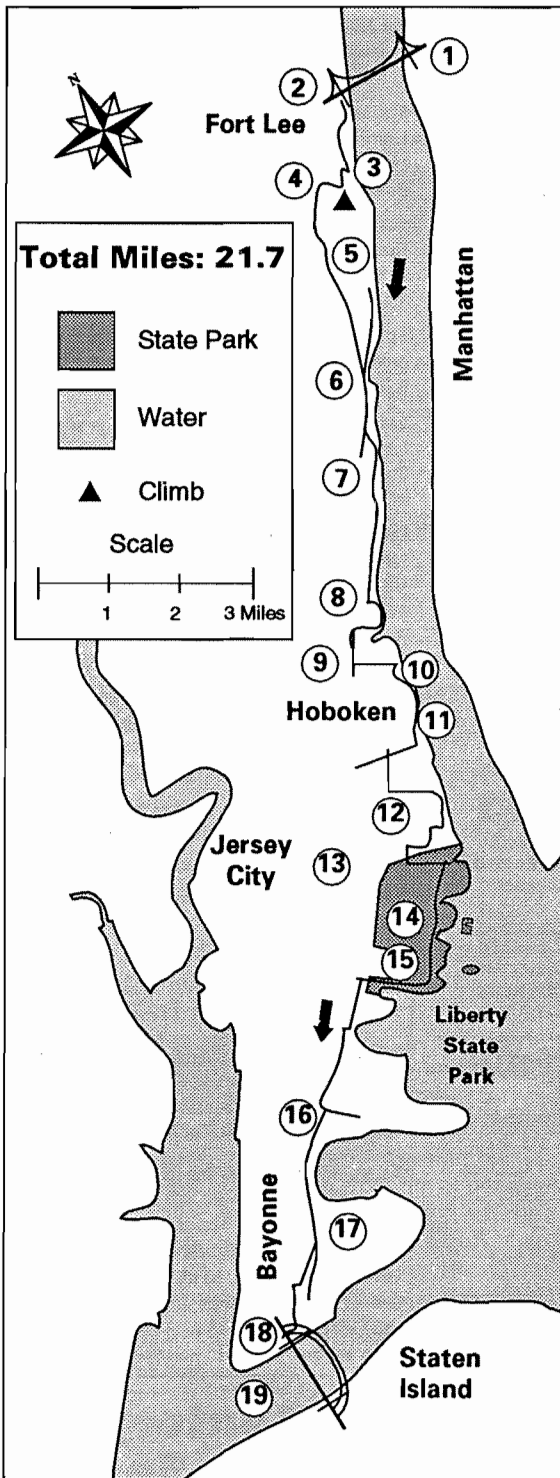 1
2
N
Fort Lee
4
3
Total Miles: 21.7
5
State Park
Manhattan
6
Water
7
Climb
Scale
8
1 2 3 Miles
9
10
Hoboken
11
12
Jersey
City
13
14
15
Liberty
State
Park
16
Bayonne
17
18
Staten
Island
19